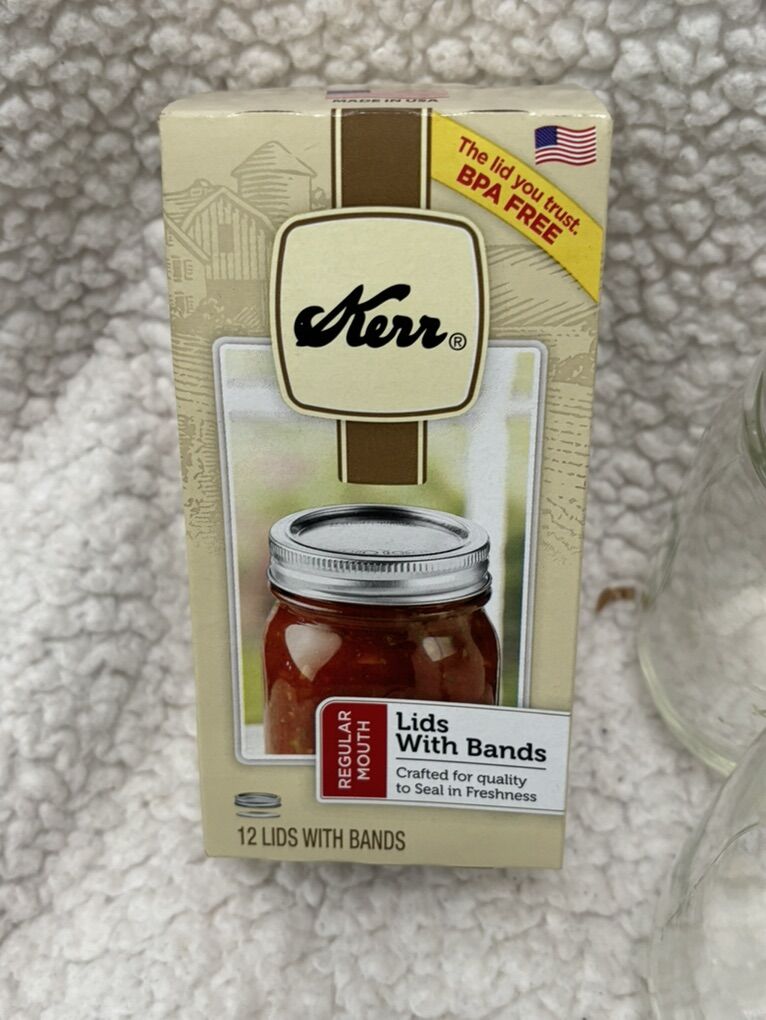 MADE IN USA
The lid you trust.
BPA FREE
Kerr®
REGULAR
MOUTH
Lids
With Bands
Crafted for quality
to Seal in Freshness
12 LIDS WITH BANDS